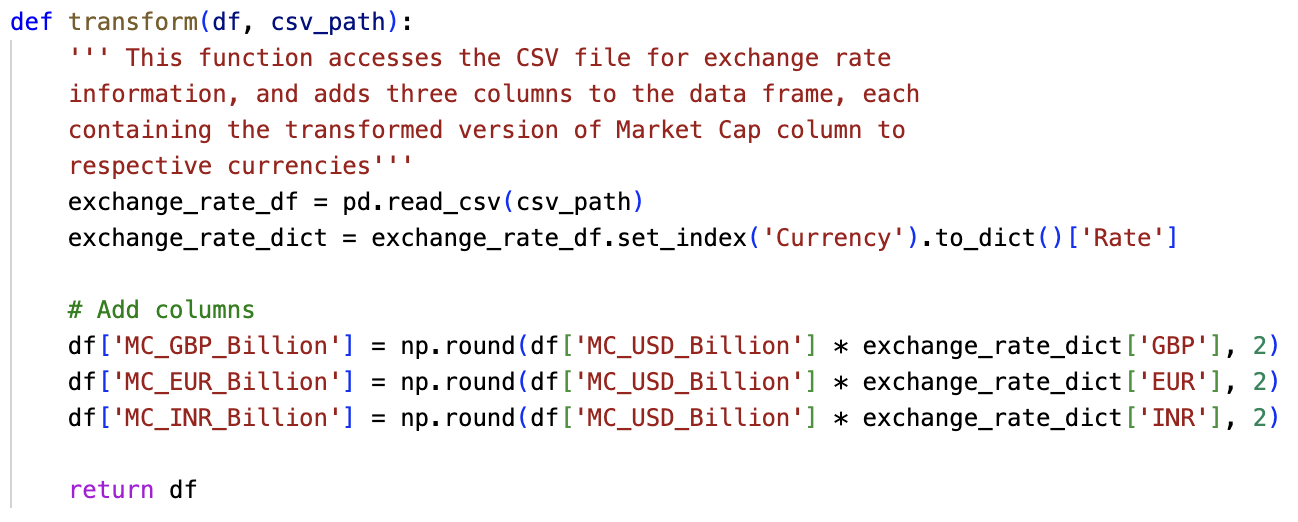 def transform(df, csv_path):
    ''' This function accesses the CSV file for exchange rate
    information, and adds three columns to the data frame, each
    containing the transformed version of Market Cap column to
    respective currencies'''
    exchange_rate_df = pd.read_csv(csv_path)
    exchange_rate_dict = exchange_rate_df.set_index('Currency').to_dict()['Rate']

    # Add columns
    df['MC_GBP_Billion'] = np.round(df['MC_USD_Billion'] * exchange_rate_dict['GBP'], 2)
    df['MC_EUR_Billion'] = np.round(df['MC_USD_Billion'] * exchange_rate_dict['EUR'], 2)
    df['MC_INR_Billion'] = np.round(df['MC_USD_Billion'] * exchange_rate_dict['INR'], 2)

    return df